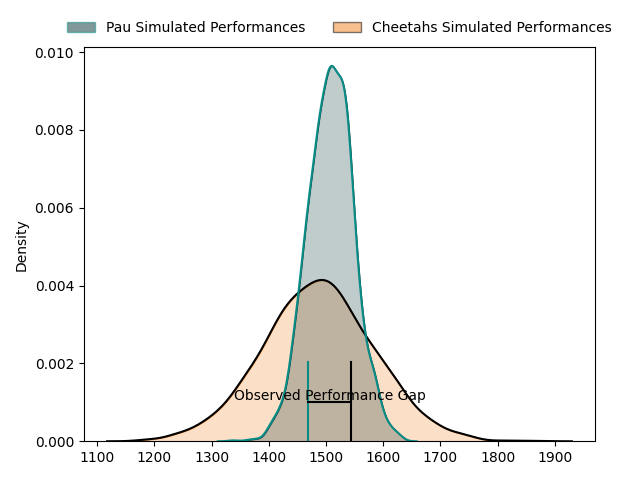 Pau Simulated Performances Cheetahs Simulated Performances
0.010
0.008
0.006
0.004
0.002
0.000
Density
Observed Performance Gap
1100 1200 1300 1400 1500 1600 1700 1800 1900